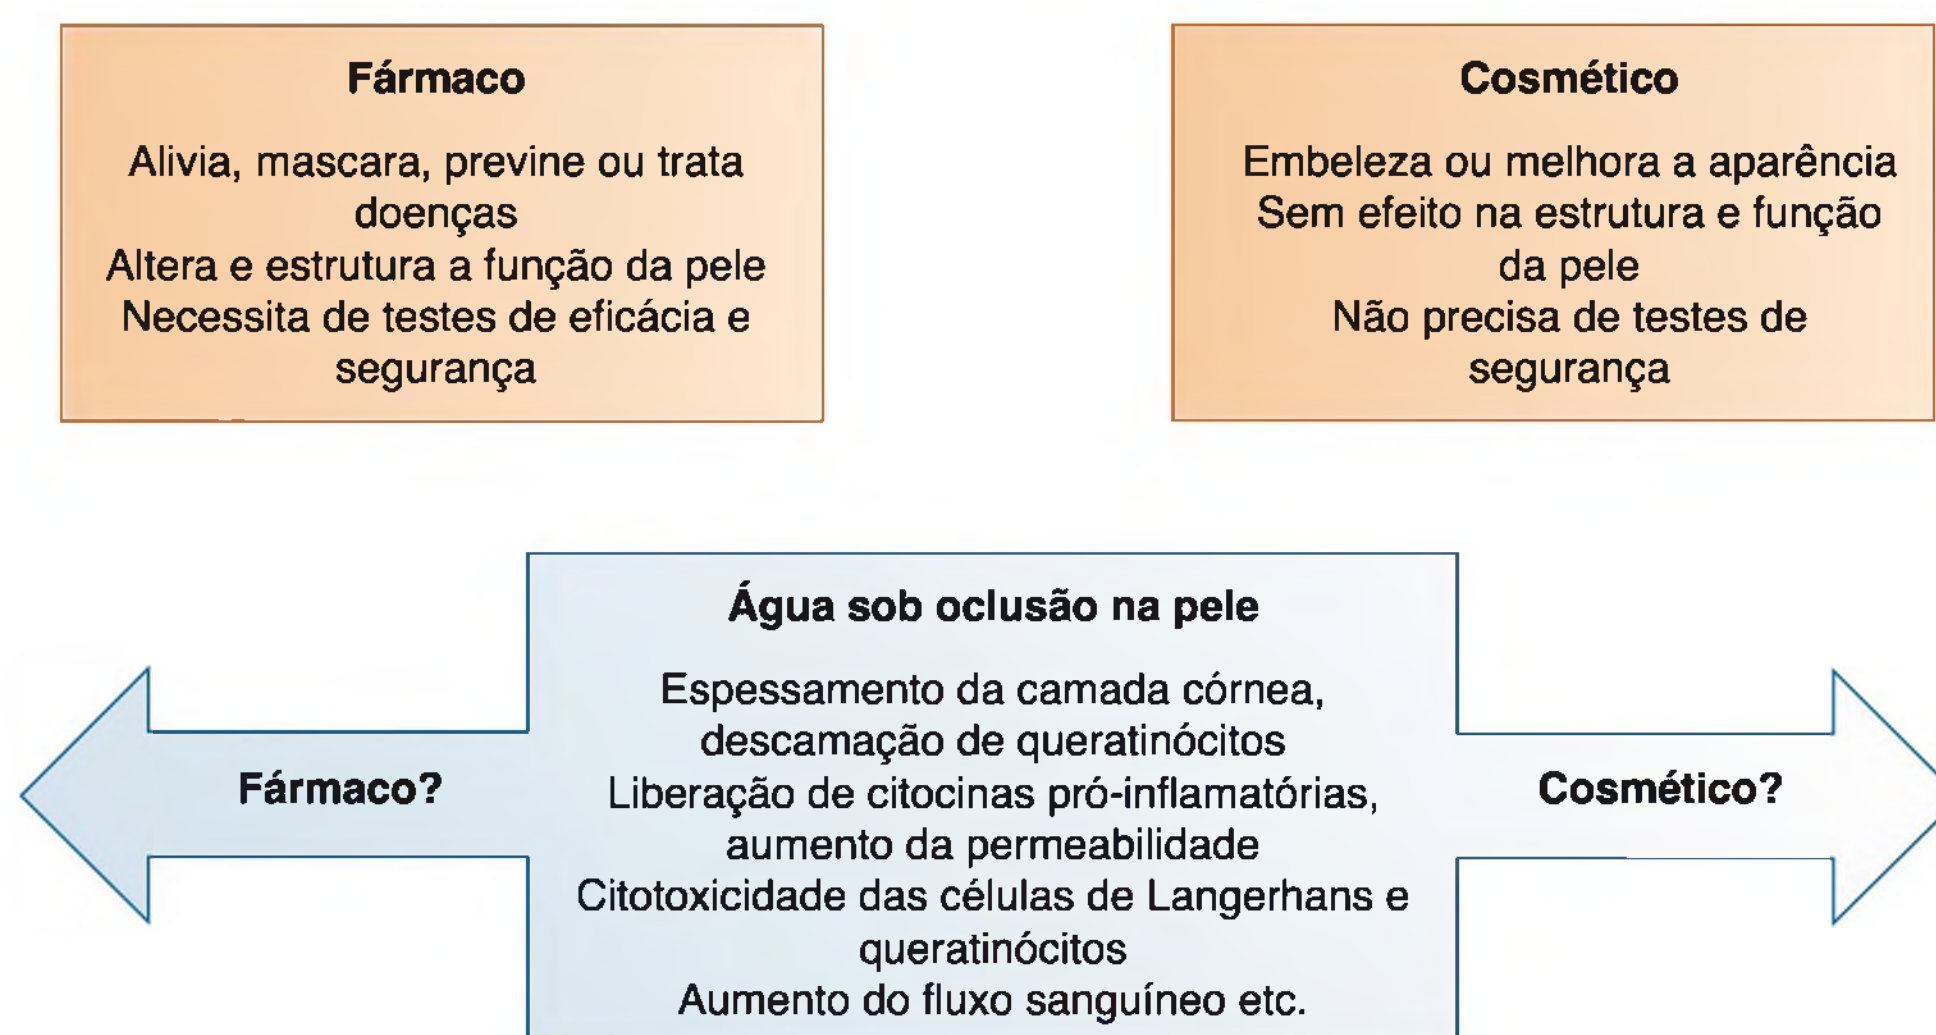 Fármaco
Alivia, mascara, previne ou trata
doenças
Altera e estrutura a função da pele
Necessita de testes de eficácia e
segurança
Cosmético
Embeleza ou melhora a aparência
Sem efeito na estrutura e função
da pele
Não precisa de testes de
segurança
Água sob oclusão na pele
Espessamento da camada córnea,
descamação de queratinócitos
Liberação de citocinas pró-inflamatórias,
aumento da permeabilidade
Citotoxicidade das células de Langerhans e
queratinócitos
Aumento do fluxo sanguíneo etc.
Fármaco?
Cosmético?